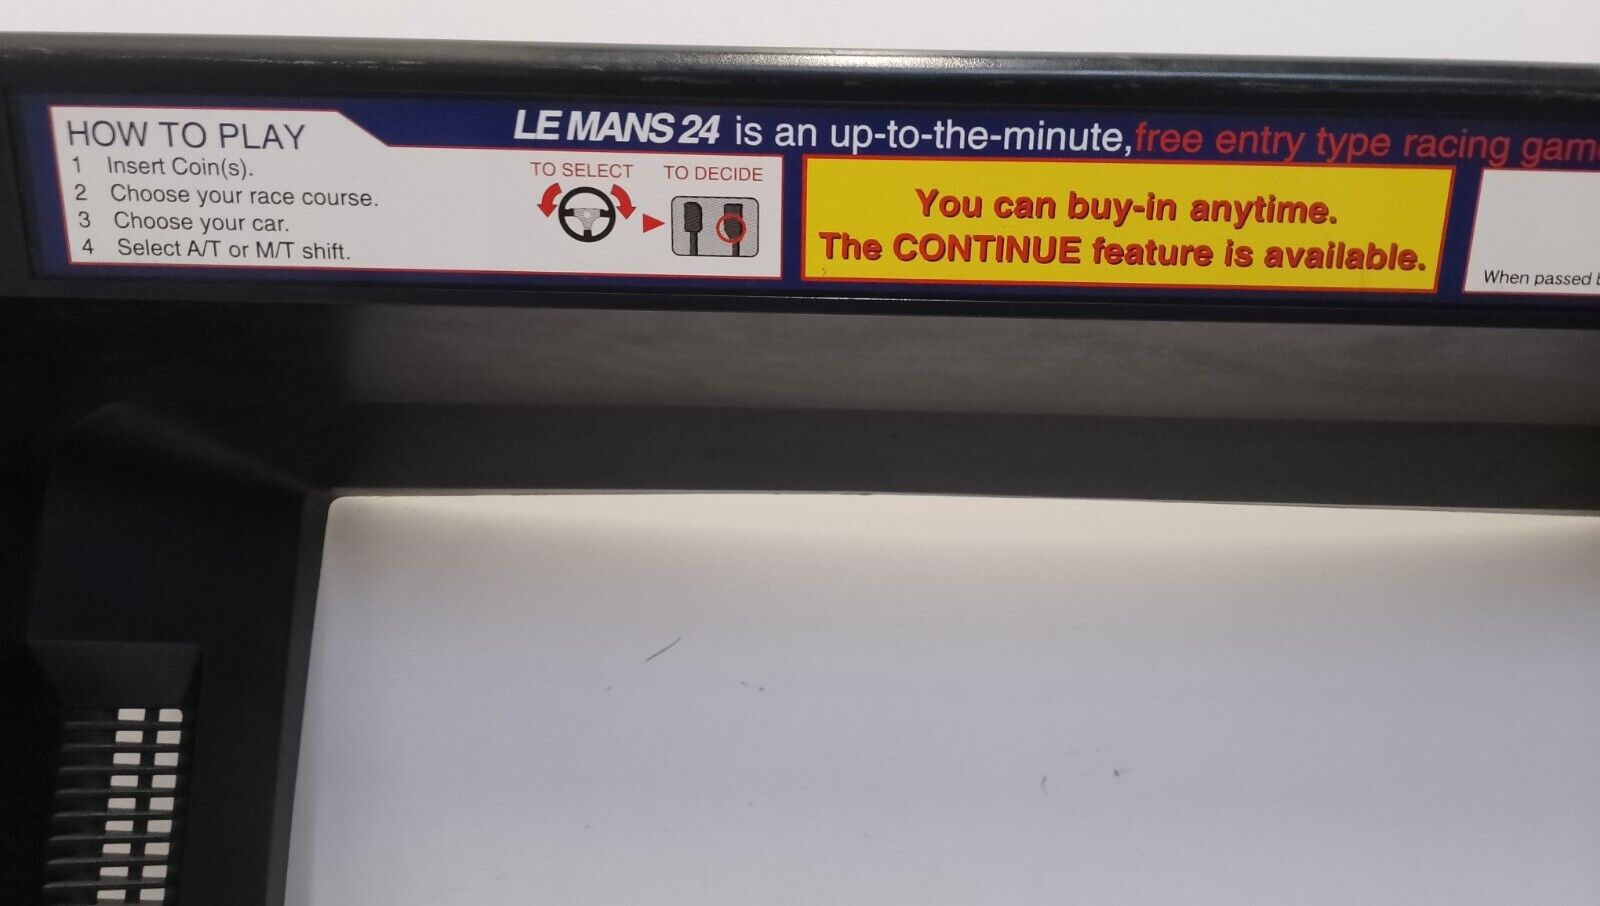 HOW TO PLAY
1 Insert Coin(s).
2 Choose your race course.
3 Choose your car.
4 Select A/T or M/T shift.
TO SELECT TO DECIDE
LE MANS 24 is an up-to-the-minute, free entry type racing gam
You can buy-in anytime.
The CONTINUE feature is available.
When passed